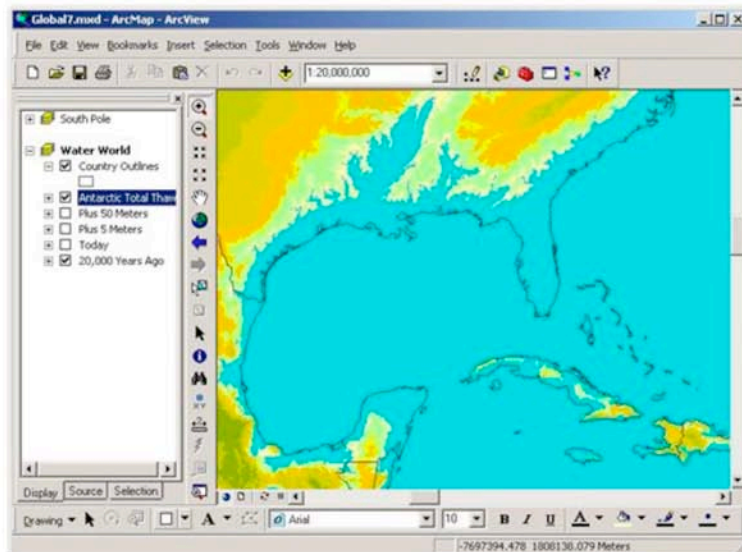 Global7.mxd - ArcMap - ArcView
File Edit View Bookmarks Insert Selection Tools Window Help
1:20,000,000
South Pole
Water World
Country Outlines
Antarctic Total Thaw
Plus 50 Meters
Plus 5 Meters
Today
20,000 Years Ago
Display Source Selection
Drawing A Arial 10 B I U A
-7697394.478 1808138.079 Meters